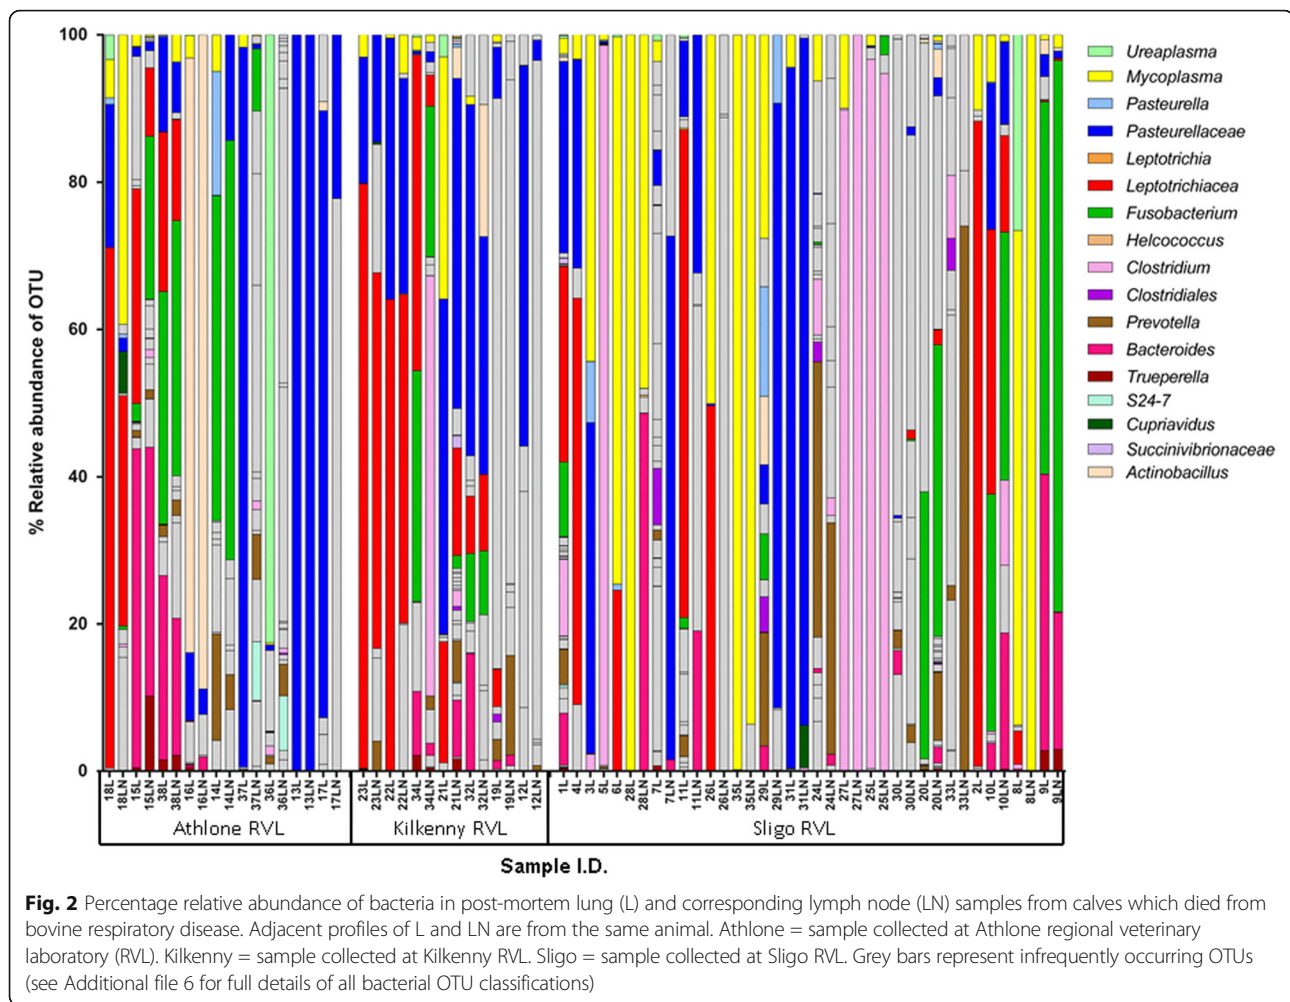 100
80
60
40
20
0
% Relative abundance of OTU
Ureaplasma
Mycoplasma
Pasteurella
Pasteurellaceae
Leptotrichia
Leptotrichiacea
Fusobacterium
Helcococcus
Clostridium
Clostridiales
Prevotella
Bacteroides
Trueperella
S24-7
Cupriavidus
Succinivibrionaceae
Actinobacillus
18L 18LN 15L 15LN 38L 38LN 16L 16LN 14L 14LN 37L 37LN 36L 36LN 13L 13LN 17L 17LN 23L 23LN 22L 22LN 34L 34LN 21L 21LN 32L 32LN 19L 19LN 12L 12LN 1L 4L 3L 5L 6L 28L 28LN 7L 7LN 11L 11LN 26L 26LN 35L 35LN 29L 29LN 31L 31LN 24L 24LN 27L 27LN 25L 25LN 30L 30LN 20L 20LN 33L 33LN 2L 10L 10LN 8L 8LN 9L 9LN
Athlone RVL Kilkenny RVL Sligo RVL
Sample I.D.
Fig. 2 Percentage relative abundance of bacteria in post-mortem lung (L) and corresponding lymph node (LN) samples from calves which died from
bovine respiratory disease. Adjacent profiles of L and LN are from the same animal. Athlone = sample collected at Athlone regional veterinary
laboratory (RVL). Kilkenny = sample collected at Kilkenny RVL. Sligo = sample collected at Sligo RVL. Grey bars represent infrequently occurring OTUs
(see Additional file 6 for full details of all bacterial OTU classifications)